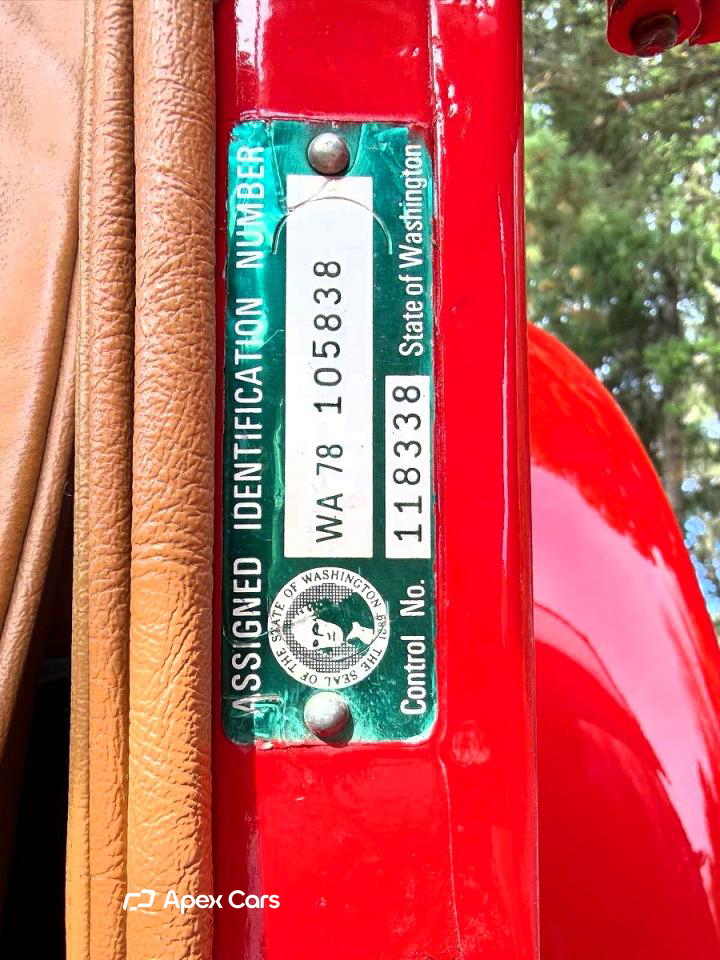 ASSIGNED IDENTIFICATION NUMBER
WA 78 105838
Control No. 118338 State of Washington
THE SEAL OF THE STATE OF WASHINGTON 1889
Apex Cars